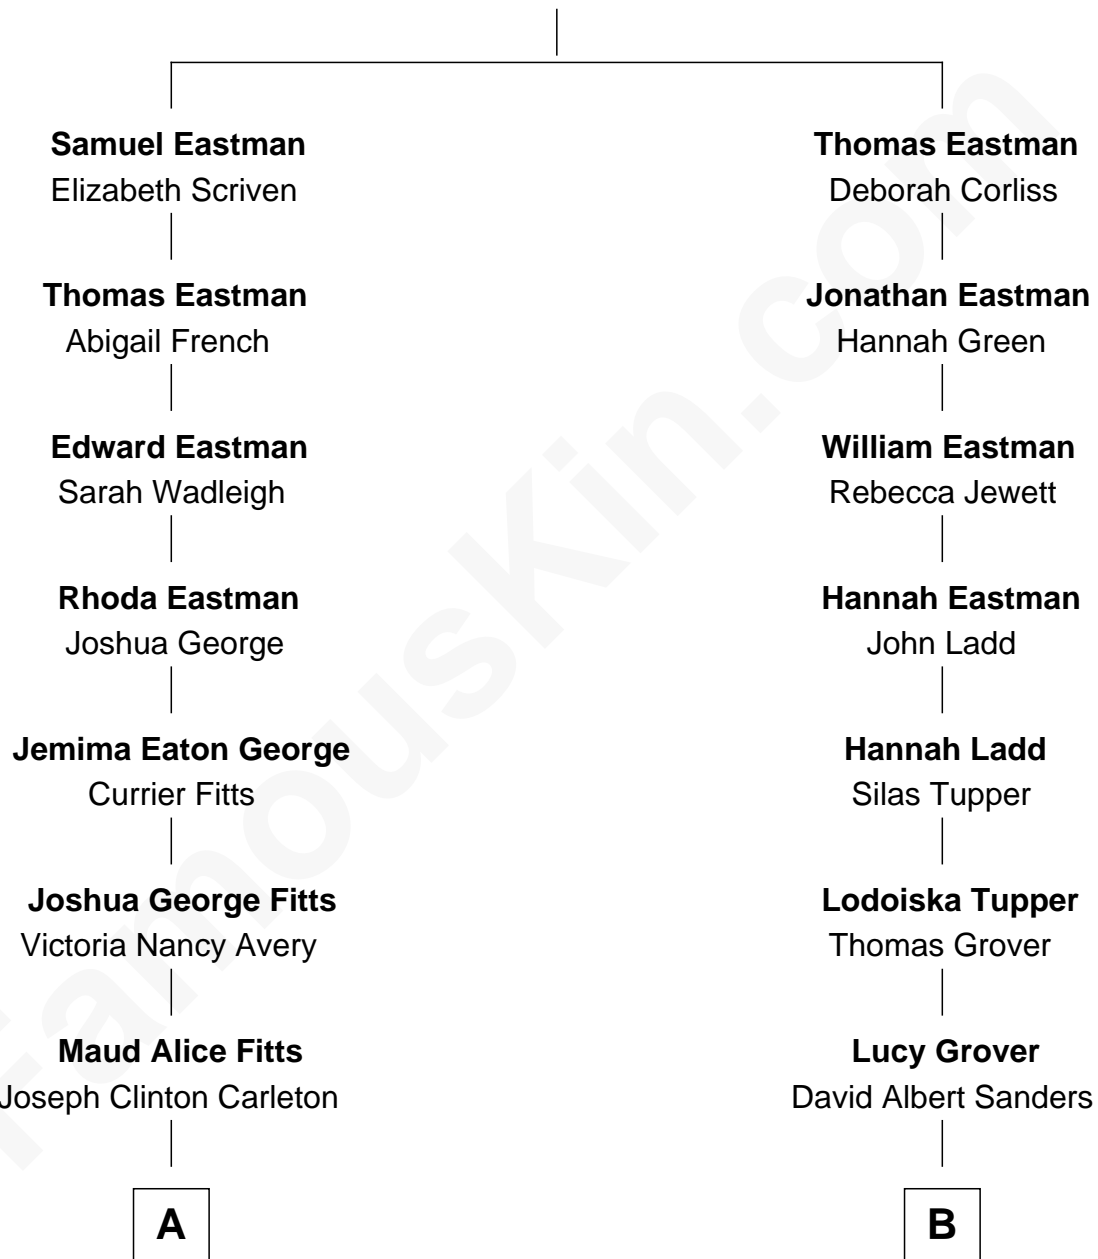 Samuel Eastman
Elizabeth Scriven
Thomas Eastman
Abigail French
Edward Eastman
Sarah Wadleigh
Rhoda Eastman
Joshua George
Jemima Eaton George
Currier Fitts
Joshua George Fitts
Victoria Nancy Avery
Maud Alice Fitts
Joseph Clinton Carleton
A
Thomas Eastman
Deborah Corliss
Jonathan Eastman
Hannah Green
William Eastman
Rebecca Jewett
Hannah Eastman
John Ladd
Hannah Ladd
Silas Tupper
Lodoiska Tupper
Thomas Grover
Lucy Grover
David Albert Sanders
B
FamousKin.com